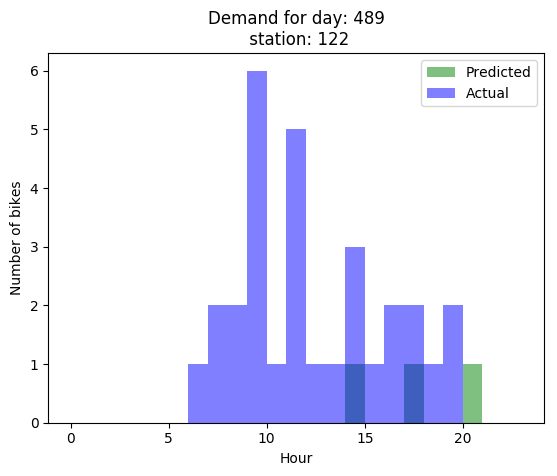 Demand for day: 489
station: 122
Predicted
Actual
Number of bikes
6
5
4
3
2
1
0
0
5
10
15
20
Hour